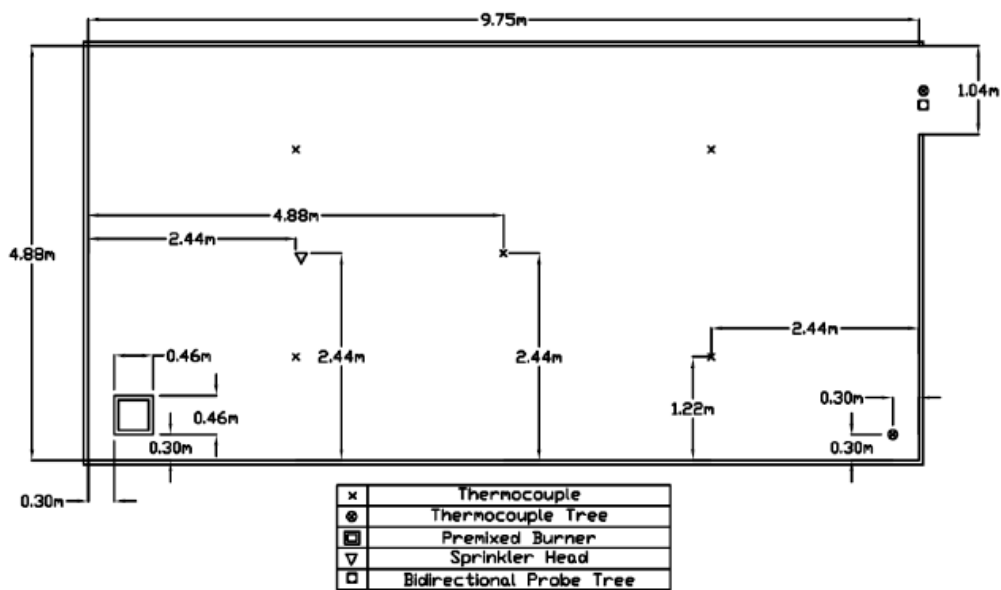 9.75m
1.04m
4.88m
4.88m
2.44m
2.44m
2.44m
2.44m
0.46m
0.46m
1.22m
0.30m
0.30m
0.30m
0.30m
x Thermocouple
Thermocouple Tree
Premixed Burner
Sprinkler Head
Bidirectional Probe Tree